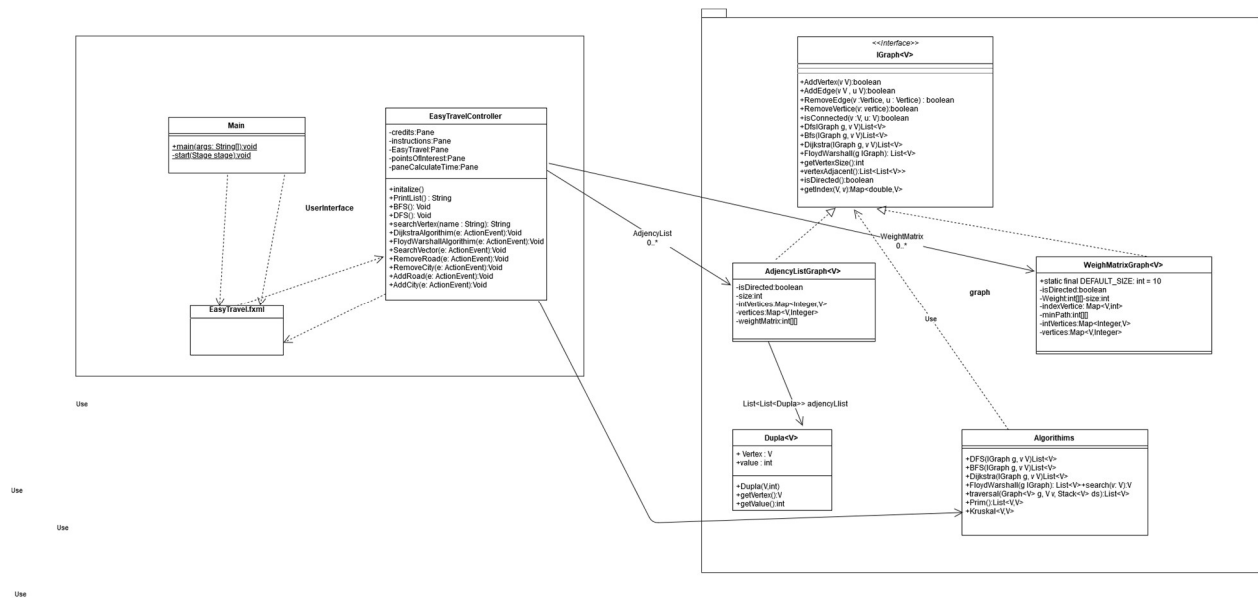 Main
+main(args: String[]):void
-start(Stage stage):void
EasyTravelController
-credits:Pane
-instructions:Pane
-EasyTravel:Pane
-pointsOfInterest:Pane
-paneCalculateTime:Pane
+initalize()
+PrintList() : String
+BFS(): Void
+DFS(): Void
+searchVertex(name : String): String
+DijkstraAlgorithim(e: ActionEvent):Void
+FloydWarshallAlgorithim(e: ActionEvent):Void
+SearchVector(e: ActionEvent):Void
+RemoveRoad(e: ActionEvent):Void
+RemoveCity(e: ActionEvent):Void
+AddRoad(e: ActionEvent):Void
+AddCity(e: ActionEvent):Void
UserInterface
EasyTravel.fxml
Use
Use
Use
Use
<<Interface>>
IGraph<V>
+AddVertex(v V):boolean
+AddEdge(v V , u V):boolean
+RemoveEdge(v :Vertice, u : Vertice) : boolean
+RemoveVertice(v: vertice):boolean
+isConnected(v :V, u: V):boolean
+Dfs(IGraph g, v V)List<V>
+Bfs(IGraph g, v V)List<V>
+Dijkstra(IGraph g, v V)List<V>
+FloydWarshall(g IGraph): List<V>
+getVertexSize():int
+vertexAdjacent():List<List<V>>
+isDirected():boolean
+getIndex(V, v):Map<double,V>
AdjencyList
0..*
WeightMatrix
0..*
AdjencyListGraph<V>
-isDirected:boolean
-size:int
-intVertices:Map<Integer,V>
-vertices:Map<V,Integer>
-weightMatrix:int[][]
graph
Use
WeighMatrixGraph<V>
+static final DEFAULT_SIZE: int = 10
-isDirected:boolean
-Weight:int[][]-size:int
-indexVertice: Map<V,int>
-minPath:int[][]
-intVertices:Map<Integer,V>
-vertices:Map<V,Integer>
List<List<Dupla>> adjencyLlist
Dupla<V>
+ Vertex : V
+value : int
+Dupla(V,int)
+getVertex():V
+getValue():int
Algorithims
+DFS(IGraph g, v V)List<V>
+BFS(IGraph g, v V)List<V>
+Dijkstra(IGraph g, v V)List<V>
+FloydWarshall(g IGraph): List<V>+search(v: V):V
+traversal(Graph<V> g, V v, Stack<V> ds):List<V>
+Prim():List<V,V>
+Kruskal<V,V>